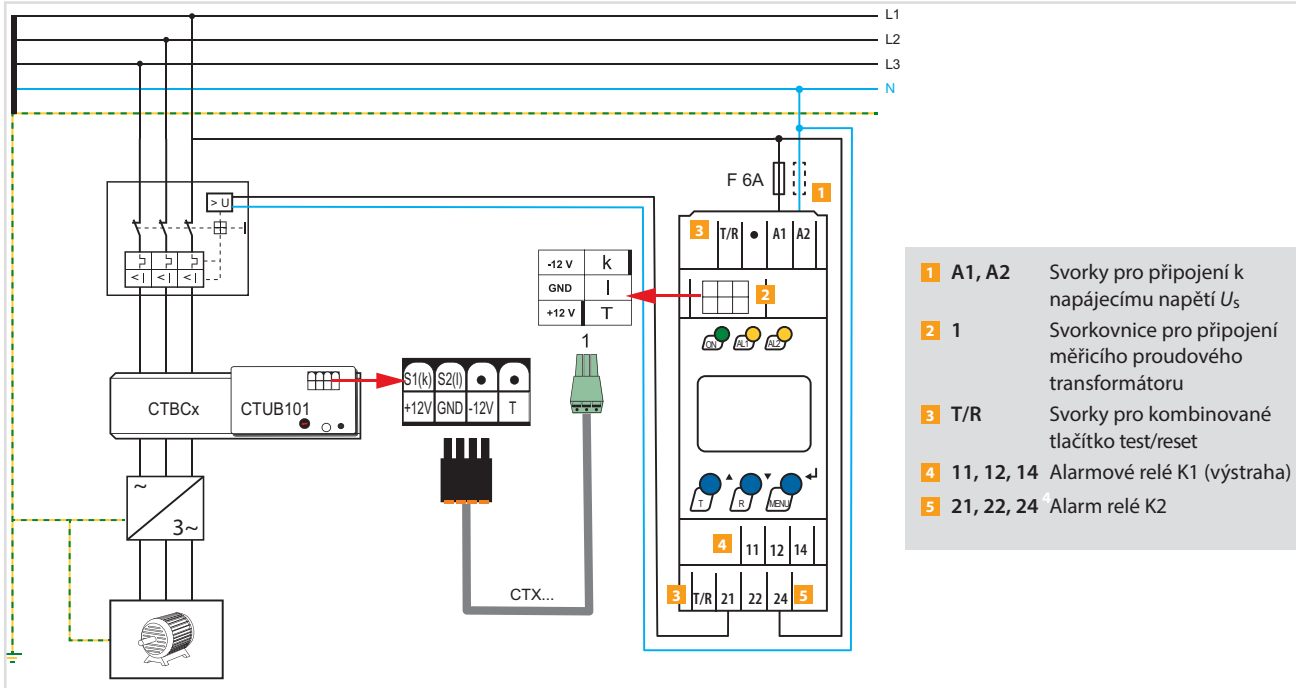 L1
L2
L3
N
F 6A
1
> U
< I < I < I
3 T/R ● A1 A2
-12 V k
GND l
+12 V T
1
2
ON AL1 AL2
S1(k) S2(l) ● ●
+12V GND -12V T
CTBCx CTUB101
T R MENU
~
3~
4 11 12 14
CTX...
3 T/R 21 22 24 5
1 A1, A2 Svorky pro připojení k
napájecímu napětí Us
2 1 Svorkovnice pro připojení
měřicího proudového
transformátoru
3 T/R Svorky pro kombinované
tlačítko test/reset
4 11, 12, 14 Alarmové relé K1 (výstraha)
5 21, 22, 24 4 Alarm relé K2